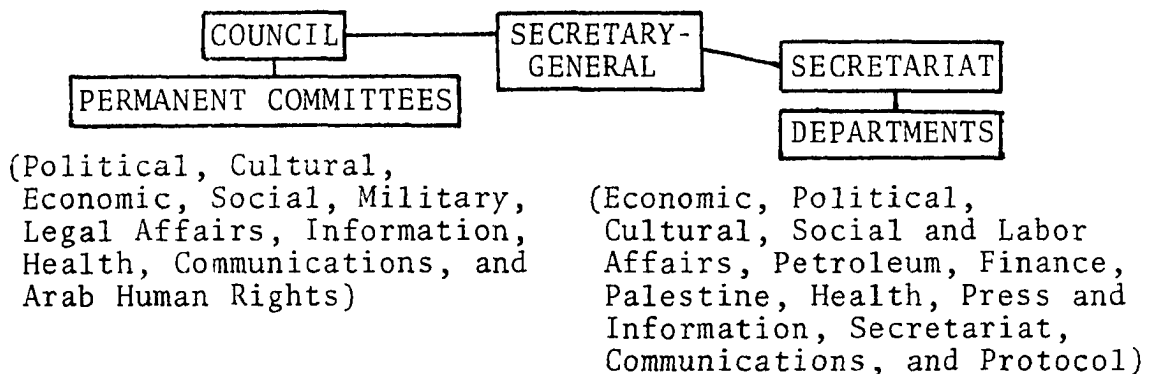 COUNCIL
SECRETARY-
GENERAL
SECRETARIAT
PERMANENT COMMITTEES
DEPARTMENTS
(Political, Cultural,
Economic, Social, Military,
Legal Affairs, Information,
Health, Communications, and
Arab Human Rights)
(Economic, Political,
Cultural, Social and Labor
Affairs, Petroleum, Finance,
Palestine, Health, Press and
Information, Secretariat,
Communications, and Protocol)